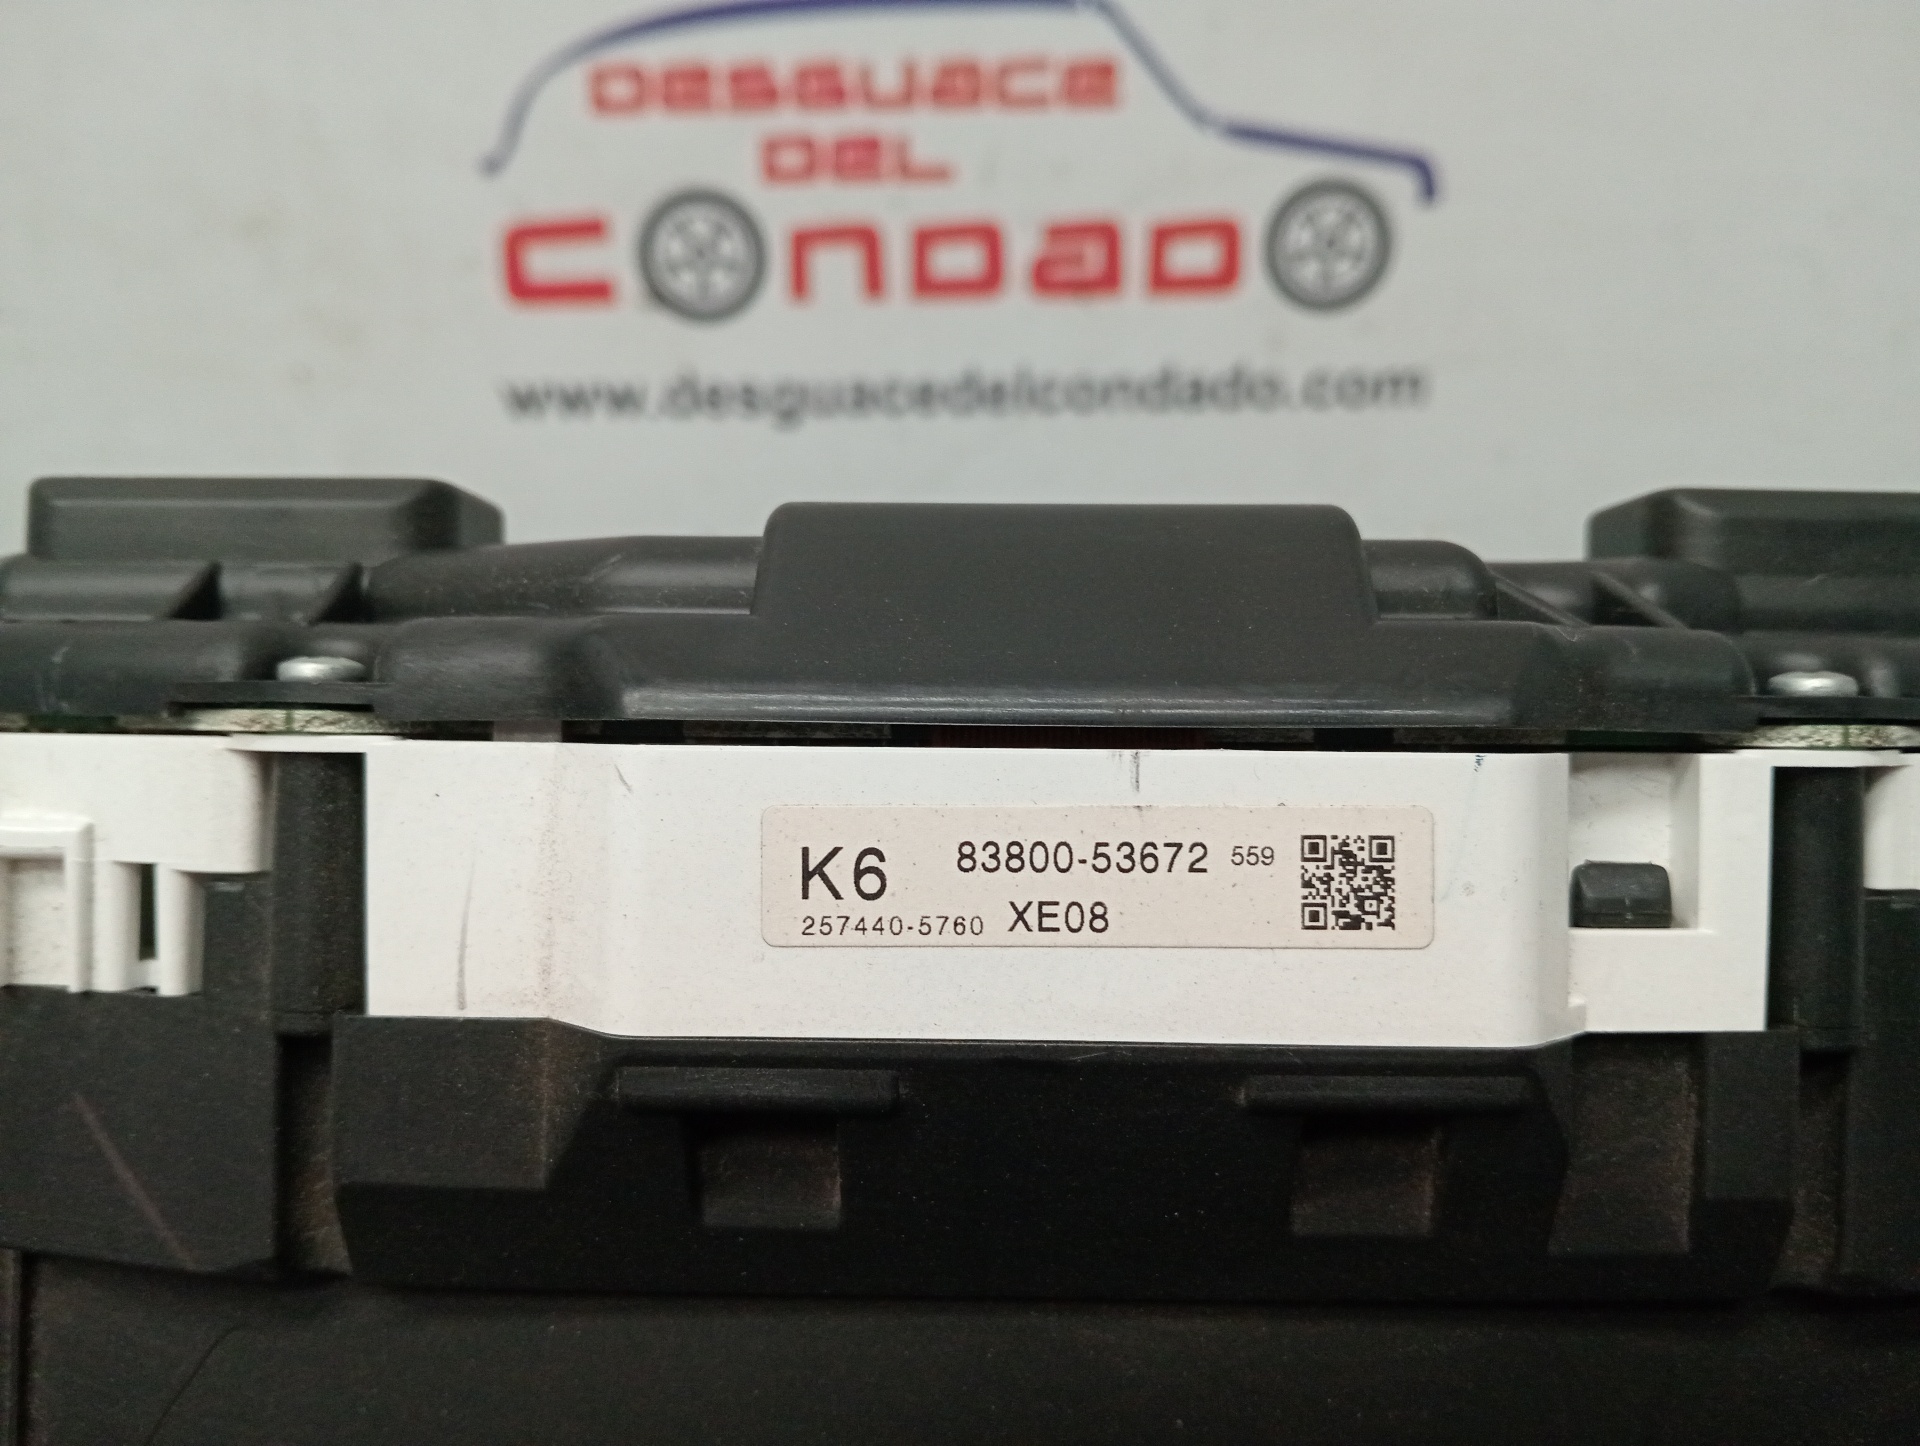 DESGUACE
DEL
CONDADO
www.desguacedelcondado.com
K6 83800-53672 559
257440-5760 XE08